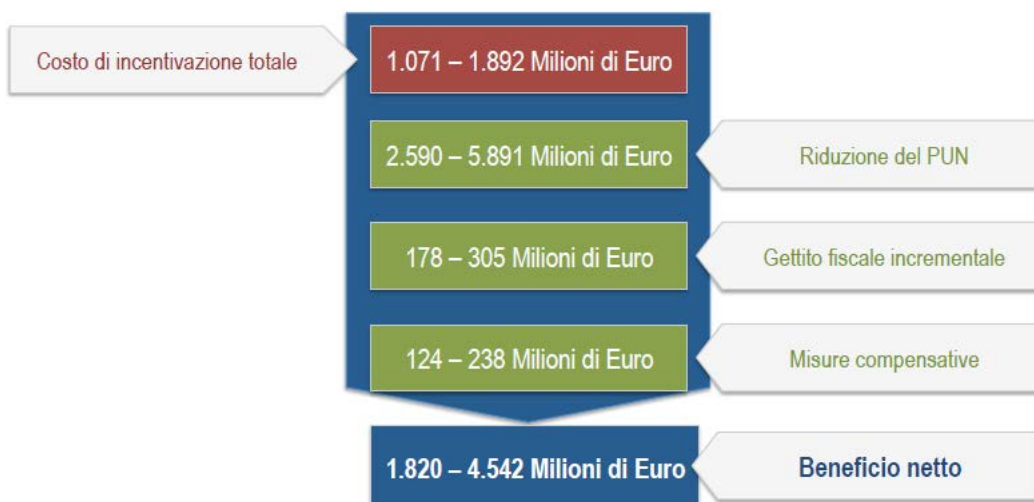 Costo di incentivazione totale
1.071 – 1.892 Milioni di Euro
2.590 – 5.891 Milioni di Euro
Riduzione del PUN
178 – 305 Milioni di Euro
Gettito fiscale incrementale
124 – 238 Milioni di Euro
Misure compensative
1.820 – 4.542 Milioni di Euro
Beneficio netto